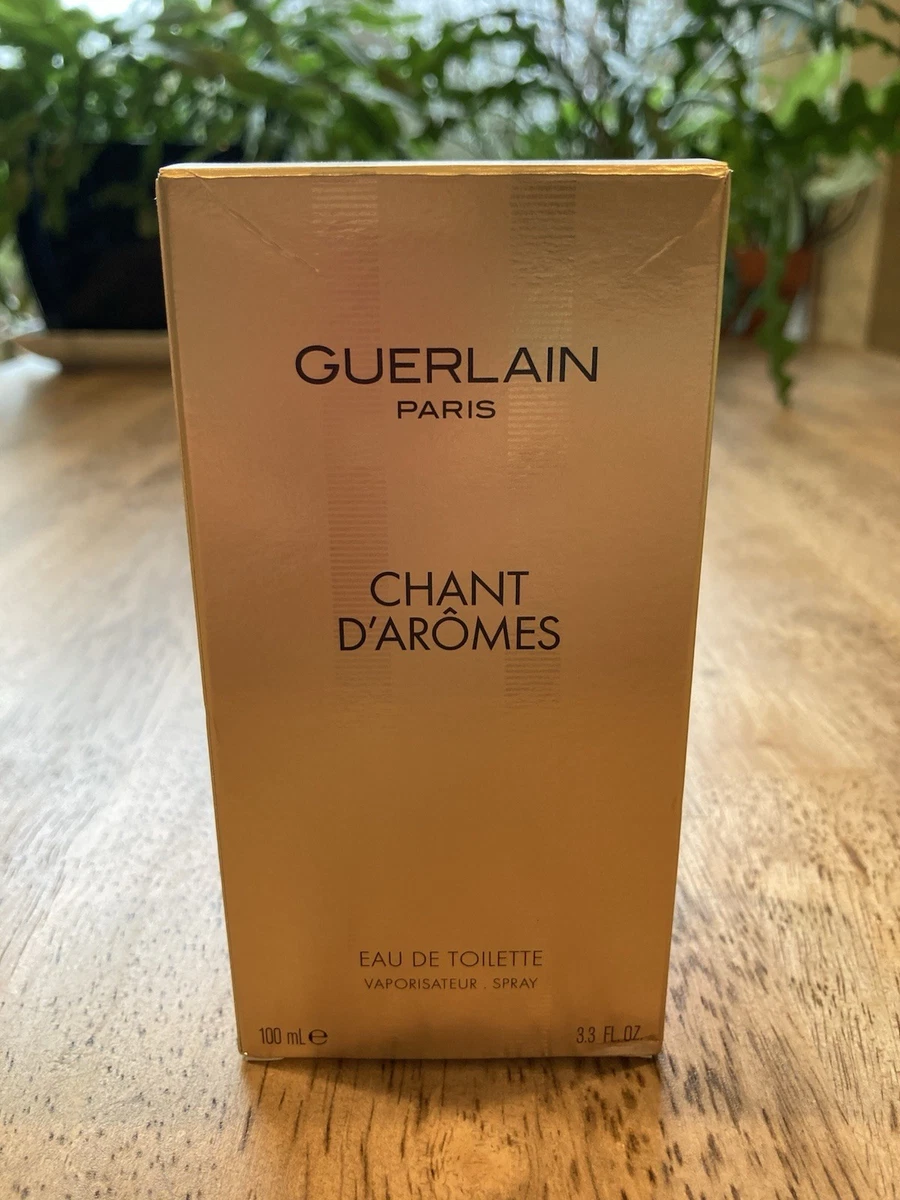 GUERLAIN
PARIS
CHANT
D'ARÔMES
EAU DE TOILETTE
VAPORISATEUR . SPRAY
100 mL ℮ 3.3 FL. OZ.